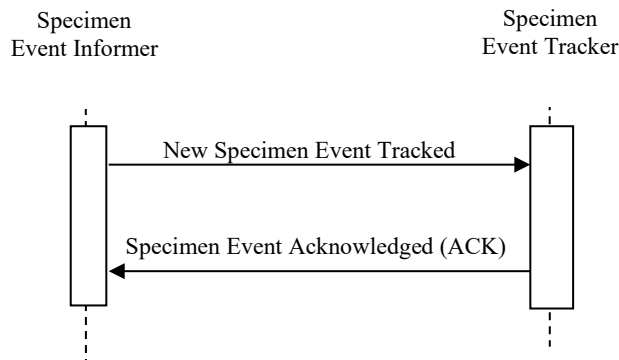 Specimen
Event Informer
Specimen
Event Tracker
New Specimen Event Tracked
Specimen Event Acknowledged (ACK)